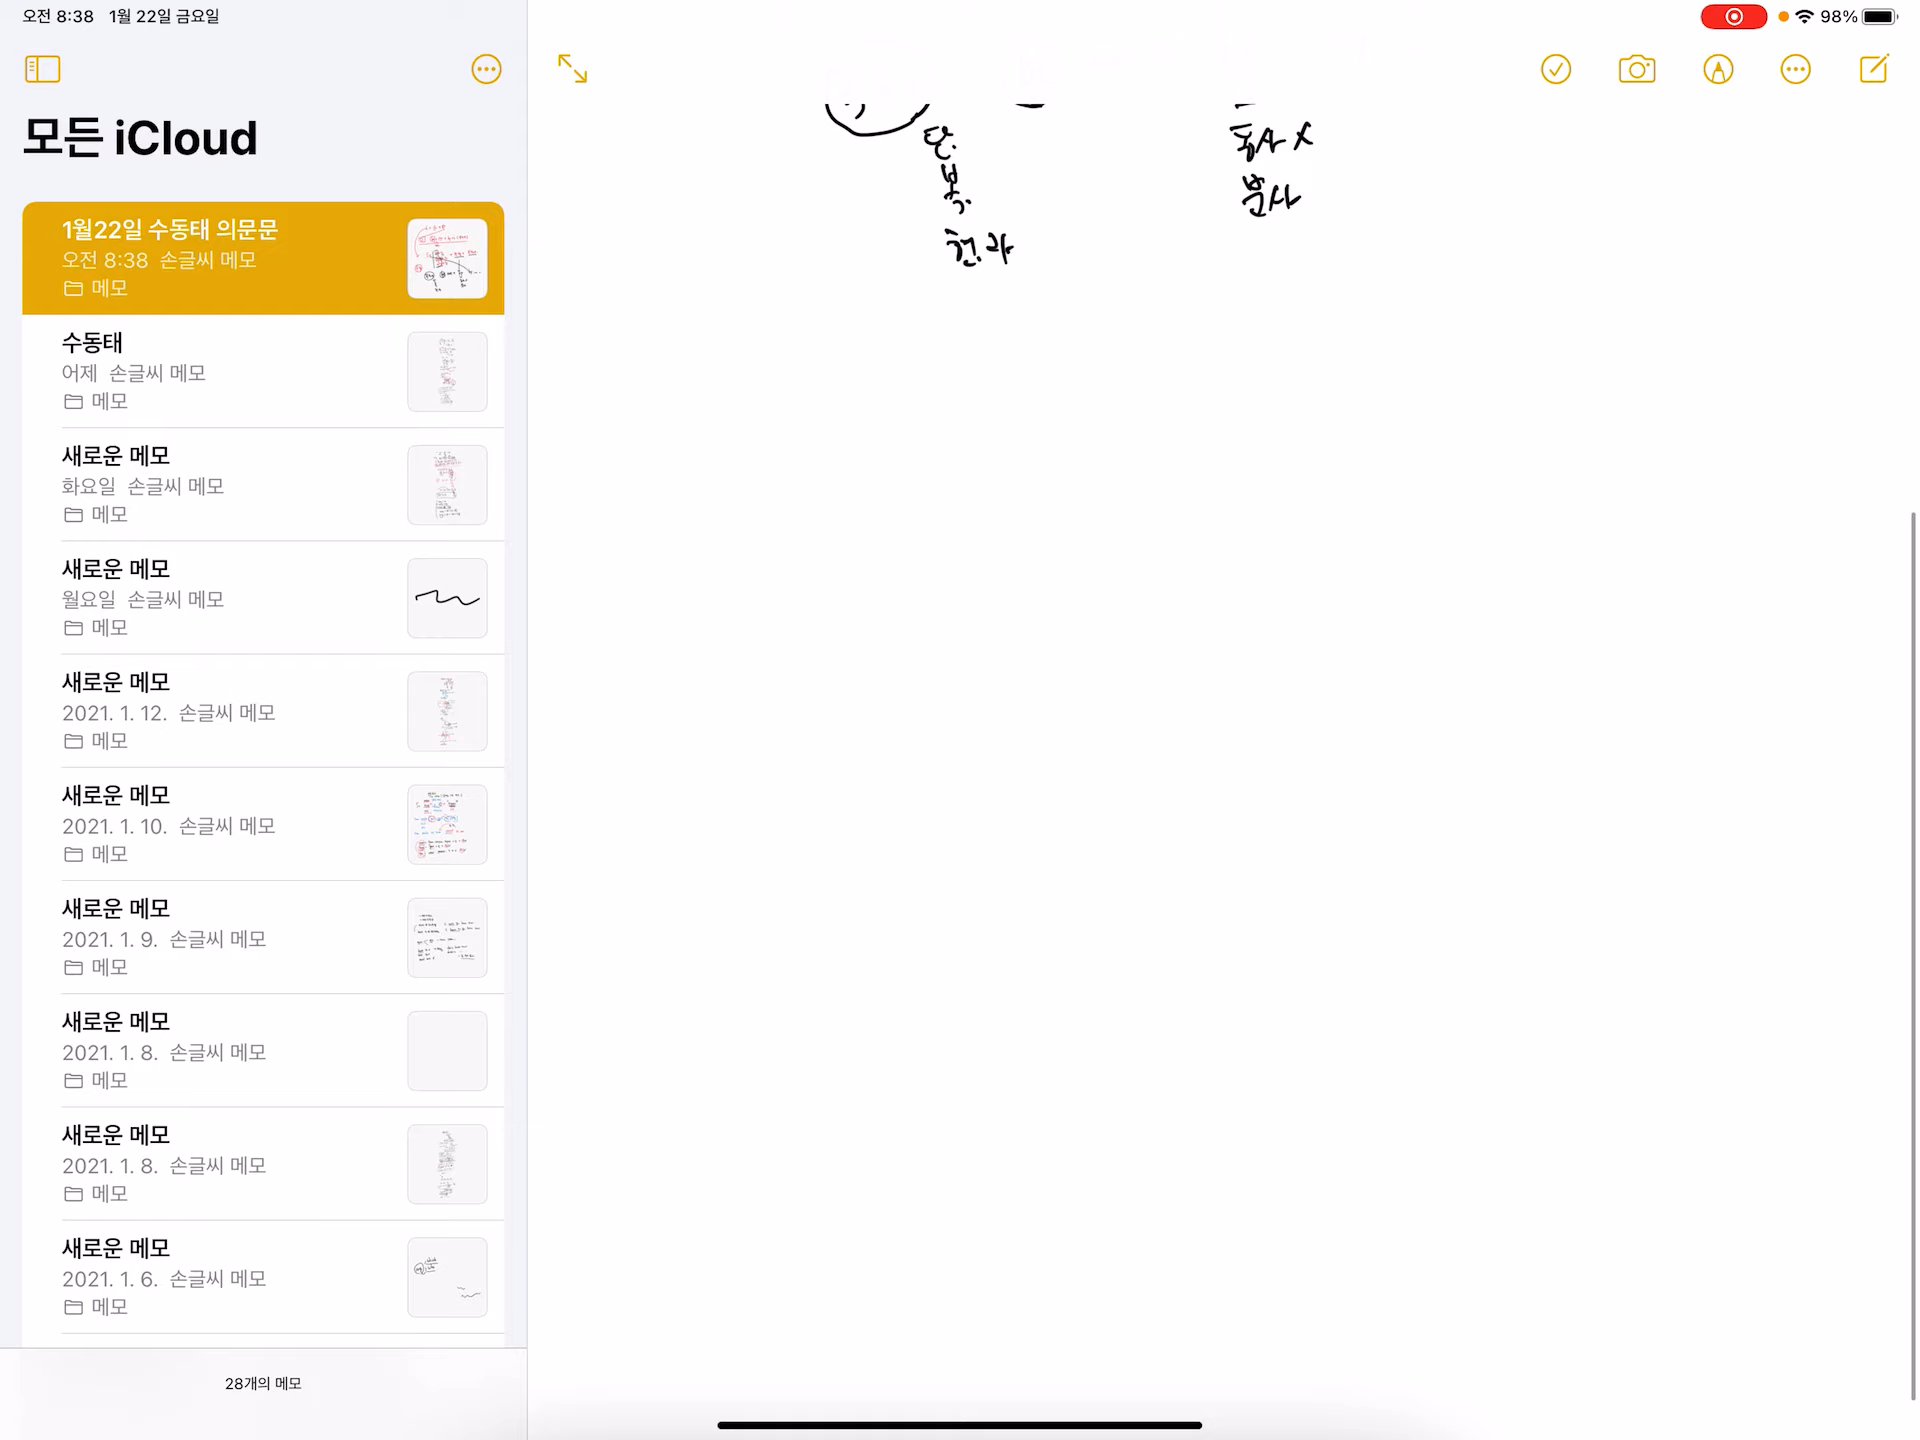 오전 8:38 1월 22일 금요일
98%
모든 iCloud
1월22일 수동태 의문문
오전 8:38 손글씨 메모
메모
수동태
어제 손글씨 메모
메모
새로운 메모
화요일 손글씨 메모
메모
새로운 메모
월요일 손글씨 메모
메모
새로운 메모
2021. 1. 12. 손글씨 메모
메모
새로운 메모
2021. 1. 10. 손글씨 메모
메모
새로운 메모
2021. 1. 9. 손글씨 메모
메모
새로운 메모
2021. 1. 8. 손글씨 메모
메모
새로운 메모
2021. 1. 8. 손글씨 메모
메모
새로운 메모
2021. 1. 6. 손글씨 메모
메모
28개의 메모
단.
복.
현.과
동사 X
분사